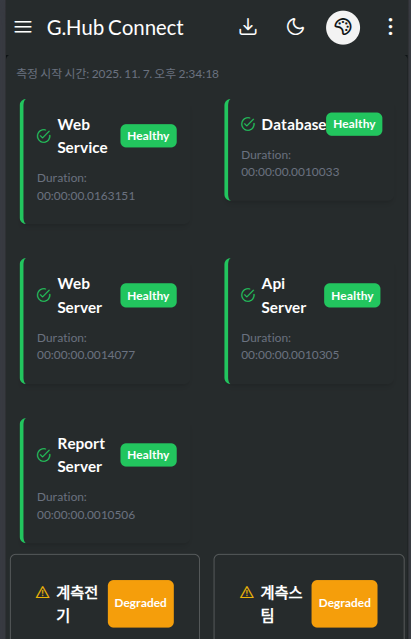 G.Hub Connect
측정 시작 시간: 2025. 11. 7. 오후 2:34:18
Web
Service
Healthy
Duration:
00:00:00.0163151
Database
Healthy
Duration:
00:00:00.0010033
Web
Server
Healthy
Duration:
00:00:00.0014077
Api
Server
Healthy
Duration:
00:00:00.0010305
Report
Server
Healthy
Duration:
00:00:00.0010506
계측전
기
Degraded
계측스
팀
Degraded